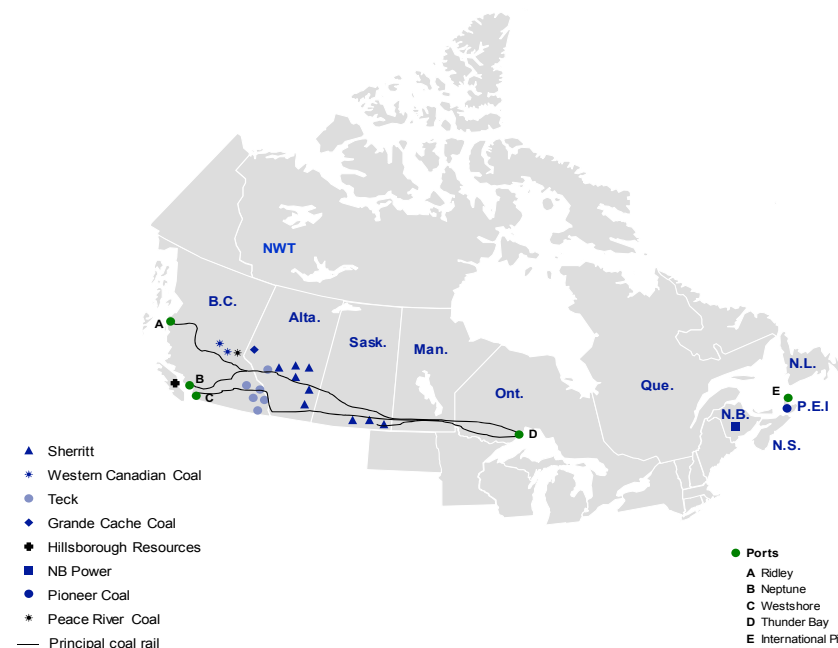 NWT
B.C.
Alta.
Sask.
Man.
Ont.
Que.
N.L.
P.E.I
N.B.
N.S.
A
B
C
D
E
Sherritt
Western Canadian Coal
Teck
Grande Cache Coal
Hillsborough Resources
NB Power
Pioneer Coal
Peace River Coal
Principal coal rail
Ports
A Ridley
B Neptune
C Westshore
D Thunder Bay
E International Pi